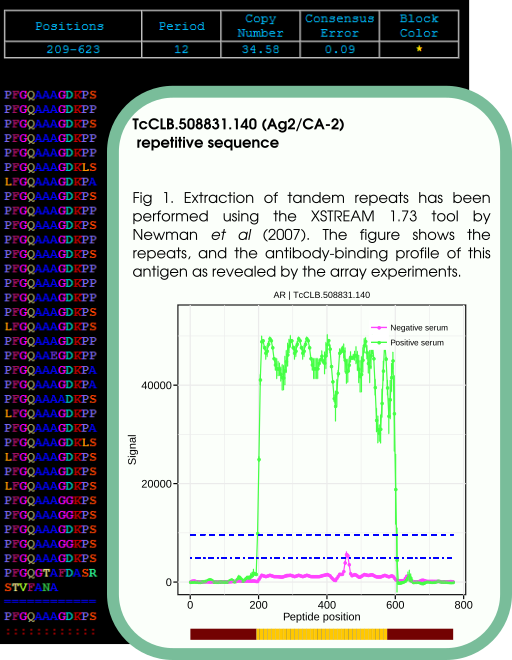 Positions Period Copy Number Consensus Error Block Color
209-623 12 34.58 0.09 *
PFGQAAAGDKPS
PFGQAAAGDKPP
PFGQAAAGDKPS
PFGQAAAGDKPP
PFGQAAAGDKPP
PFGQAAAGDKLS
LFGQAAAGDKPA
PFGQAAAGDKPS
PFGQAAAGDKPP
PFGQAAAGDKPS
PFGQAAAGDKPP
PFGQAAAGDKPS
PFGQAAAGDKPP
PFGQAAAGDKPP
PFGQAAAGDKPP
PFGQAAAGDKPS
LFGQAAAGDKPS
PFGQAAAGDKPP
PFGQAAEGDKPP
PFGQAAAGDKPA
PFGQAAAGDKPA
PFGQAAAADKPS
LFGQAAAGDKPP
PFGQAAAGDKPA
PFGQAAAGDKLS
LFGQAAAGDKPS
LFGQAAAGDKPS
PFGQAAAGDKPS
PFGQAAAGGKPS
PFGQAAAGGKPS
PFGQAAAGDKPS
PFGQAAAGGKPS
PFGQAAAGDKPS
PFGQGTAFDASR
STVFANA
============
PFGQAAAGDKPS
::::::::::::
TcCLB.508831.140 (Ag2/CA-2)
repetitive sequence
Fig 1. Extraction of tandem repeats has been
performed using the XSTREAM 1.73 tool by
Newman et al (2007). The figure shows the
repeats, and the antibody-binding profile of this
antigen as revealed by the array experiments.
AR | TcCLB.508831.140
Negative serum
Positive serum
Signal
40000
20000
0
0 200 400 600 800
Peptide position